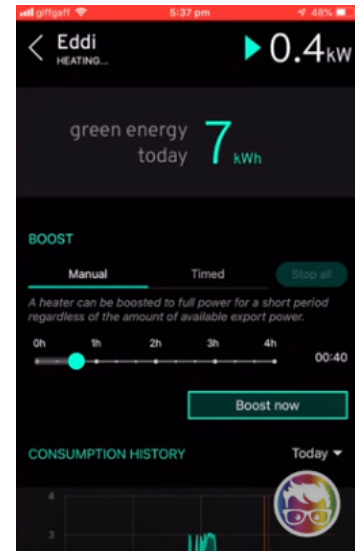 giffgaff 5:37 pm 48%
Eddi 0.4kW
HEATING...
green energy
today 7 kWh
BOOST
Manual Timed Stop all
A heater can be boosted to full power for a short period
regardless of the amount of available export power.
0h 1h 2h 3h 4h
00:40
Boost now
CONSUMPTION HISTORY Today
4
3